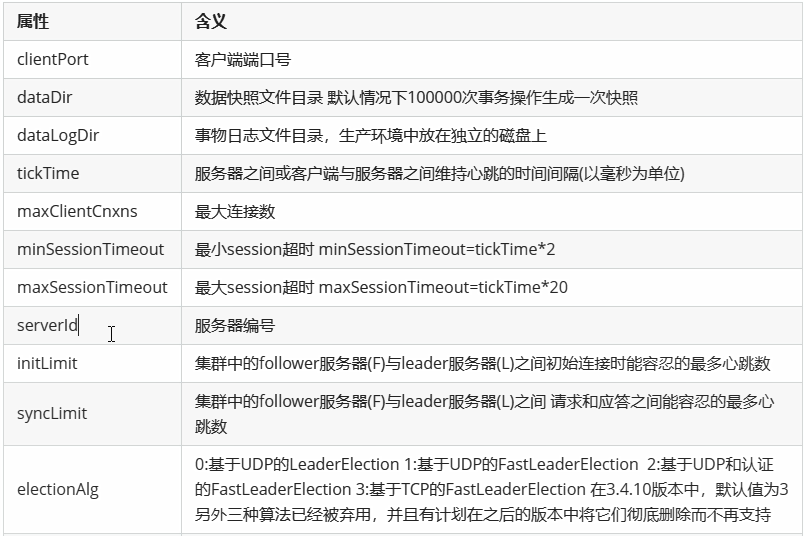 属性 含义
clientPort 客户端端口号
dataDir 数据快照文件目录 默认情况下100000次事务操作生成一次快照
dataLogDir 事物日志文件目录，生产环境中放在独立的磁盘上
tickTime 服务器之间或客户端与服务器之间维持心跳的时间间隔(以毫秒为单位)
maxClientCnxns 最大连接数
minSessionTimeout 最小session超时 minSessionTimeout=tickTime*2
maxSessionTimeout 最大session超时 maxSessionTimeout=tickTime*20
serverId 服务器编号
initLimit 集群中的follower服务器(F)与leader服务器(L)之间初始连接时能容忍的最多心跳数
syncLimit 集群中的follower服务器(F)与leader服务器(L)之间 请求和应答之间能容忍的最多心
跳数
electionAlg 0:基于UDP的LeaderElection 1:基于UDP的FastLeaderElection 2:基于UDP和认证
的FastLeaderElection 3:基于TCP的FastLeaderElection 在3.4.10版本中，默认值为3
另外三种算法已经被弃用，并且有计划在之后的版本中将它们彻底删除而不再支持